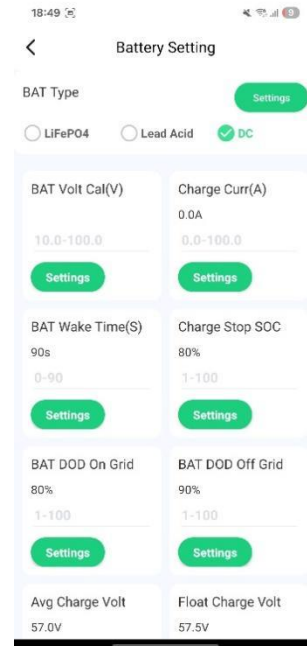 18:49
9
Battery Setting
BAT Type
Settings
LiFePO4 Lead Acid DC
BAT Volt Cal(V)
10.0-100.0
Settings
Charge Curr(A)
0.0A
0.0-100.0
Settings
BAT Wake Time(S)
90s
0-90
Settings
Charge Stop SOC
80%
1-100
Settings
BAT DOD On Grid
80%
1-100
Settings
BAT DOD Off Grid
90%
1-100
Settings
Avg Charge Volt
57.0V
Float Charge Volt
57.5V